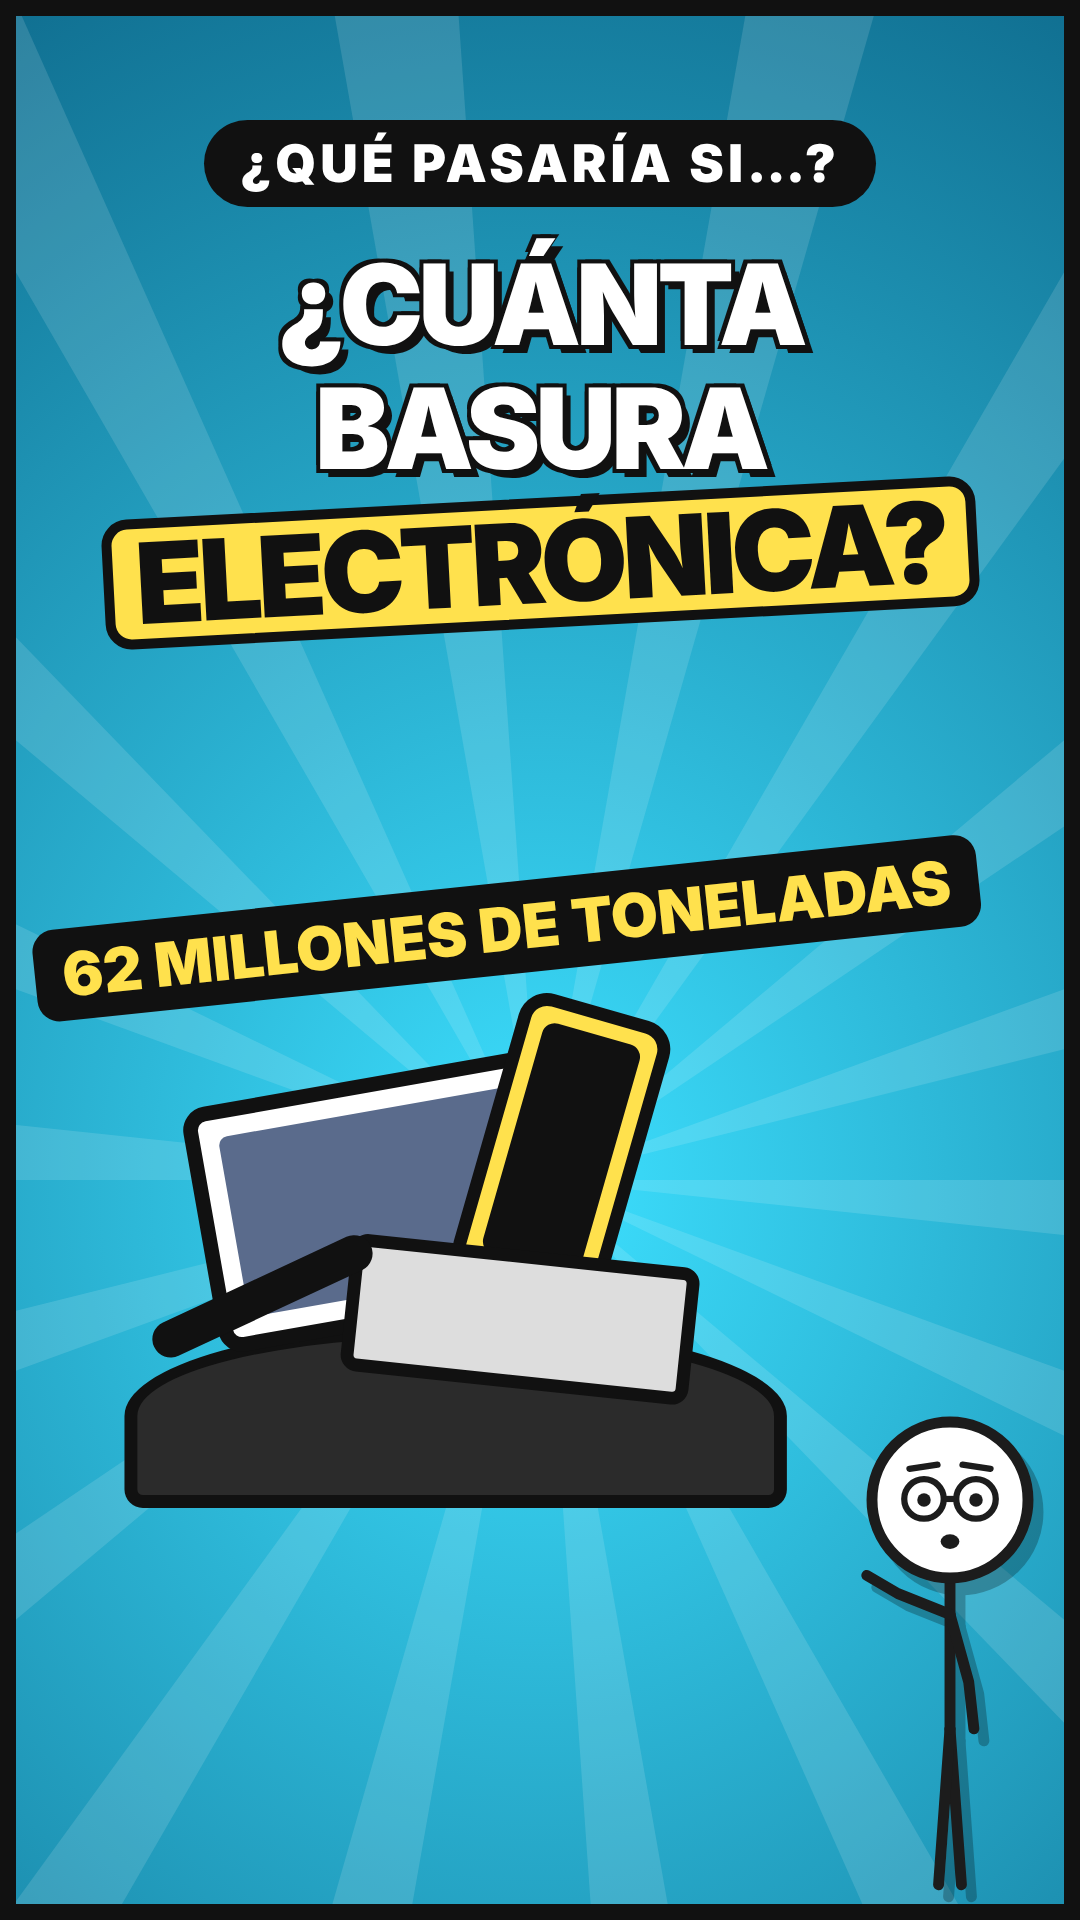 ¿QUÉ PASARÍA SI...?
¿CUÁNTA
BASURA
ELECTRÓNICA?
62 MILLONES DE TONELADAS